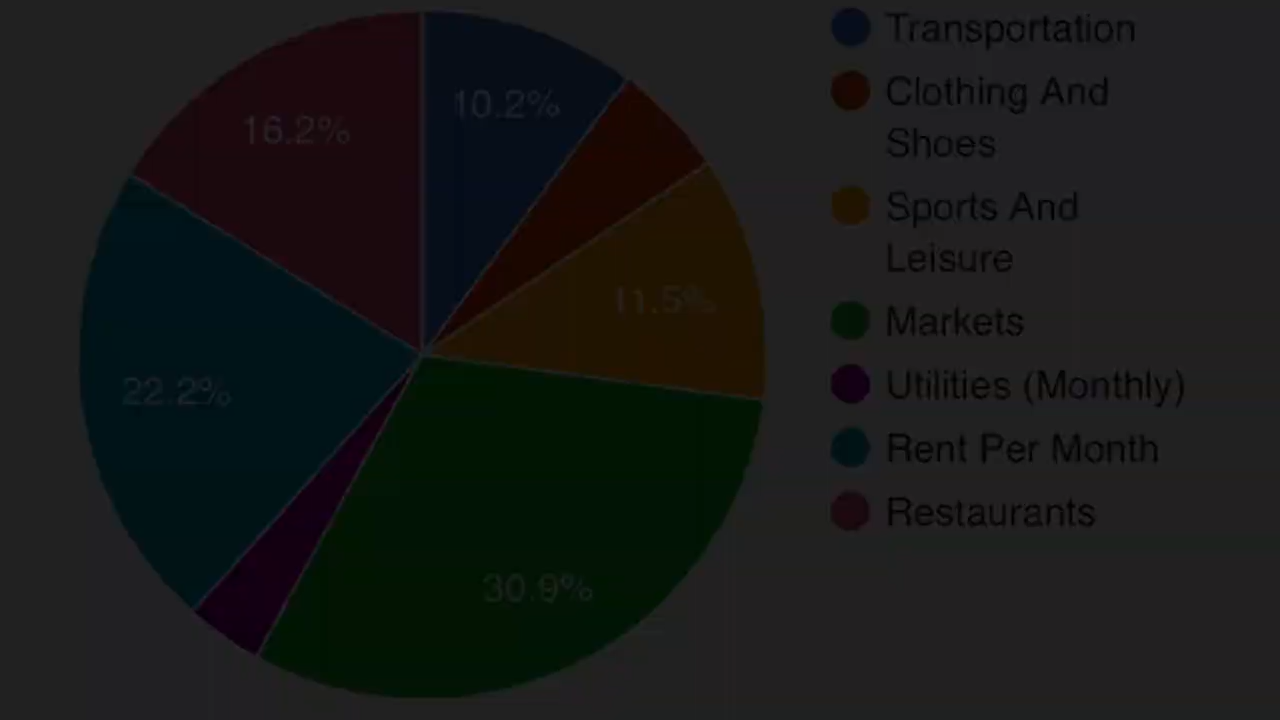 Transportation
Clothing And
Shoes
Sports And
Leisure
Markets
Utilities (Monthly)
Rent Per Month
Restaurants
10.2%
16.2%
11.5%
22.2%
30.9%